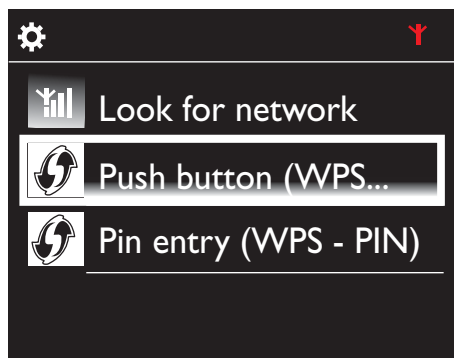 Look for network
Push button (WPS...
Pin entry (WPS - PIN)